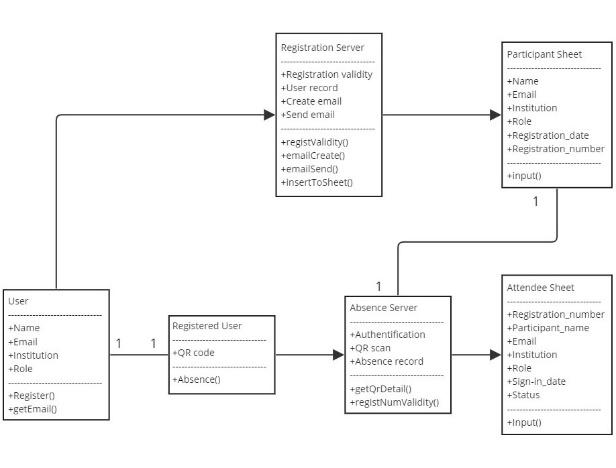 Registration Server
+Registration validity
+User record
+Create email
+Send email
+registValidity()
+emailCreate()
+emailSend()
+InsertToSheet()
Participant Sheet
+Name
+Email
+Institution
+Role
+Registration_date
+Registration_number
+input()
1
1
User
+Name
+Email
+Institution
+Role
+Register()
+getEmail()
1
1
Registered User
+QR code
+Absence()
Absence Server
+Authentification
+QR scan
+Absence record
+getQrDetail()
+registNumValidity()
Attendee Sheet
+Registration_number
+Participant_name
+Email
+Institution
+Role
+Sign-in_date
+Status
+Input()